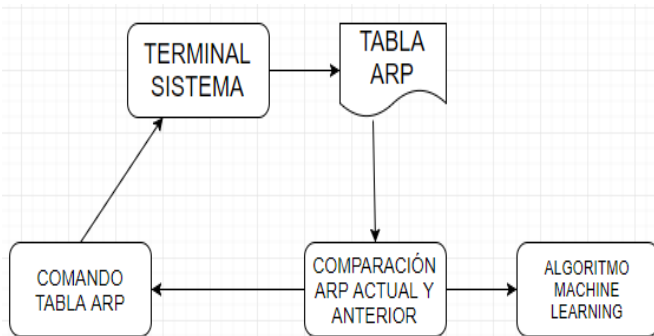 TERMINAL
SISTEMA
TABLA
ARP
COMANDO
TABLA ARP
COMPARACIÓN
ARP ACTUAL Y
ANTERIOR
ALGORITMO
MACHINE
LEARNING